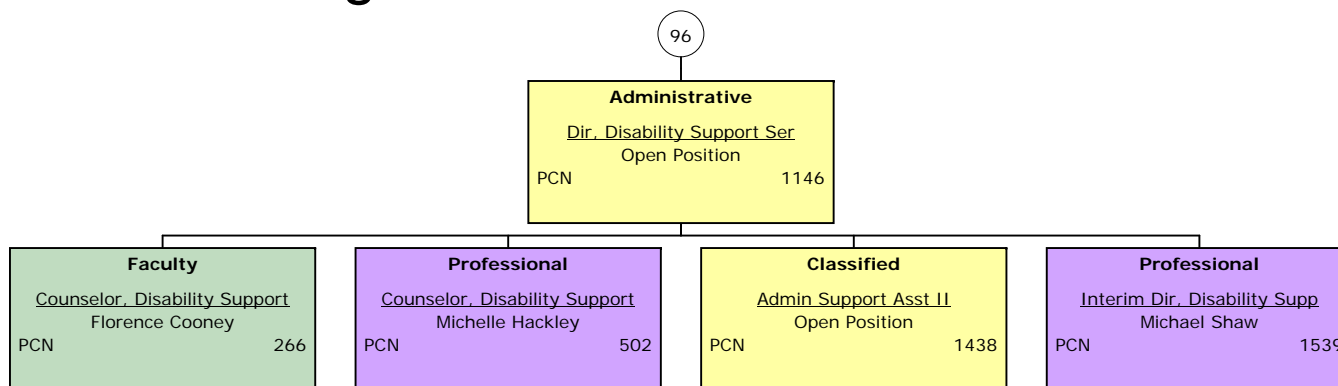 96
Administrative
Dir, Disability Support Ser
Open Position
PCN 1146
Faculty
Counselor, Disability Support
Florence Cooney
PCN 266
Professional
Counselor, Disability Support
Michelle Hackley
PCN 502
Classified
Admin Support Asst II
Open Position
PCN 1438
Professional
Interim Dir, Disability Supp
Michael Shaw
PCN 1539